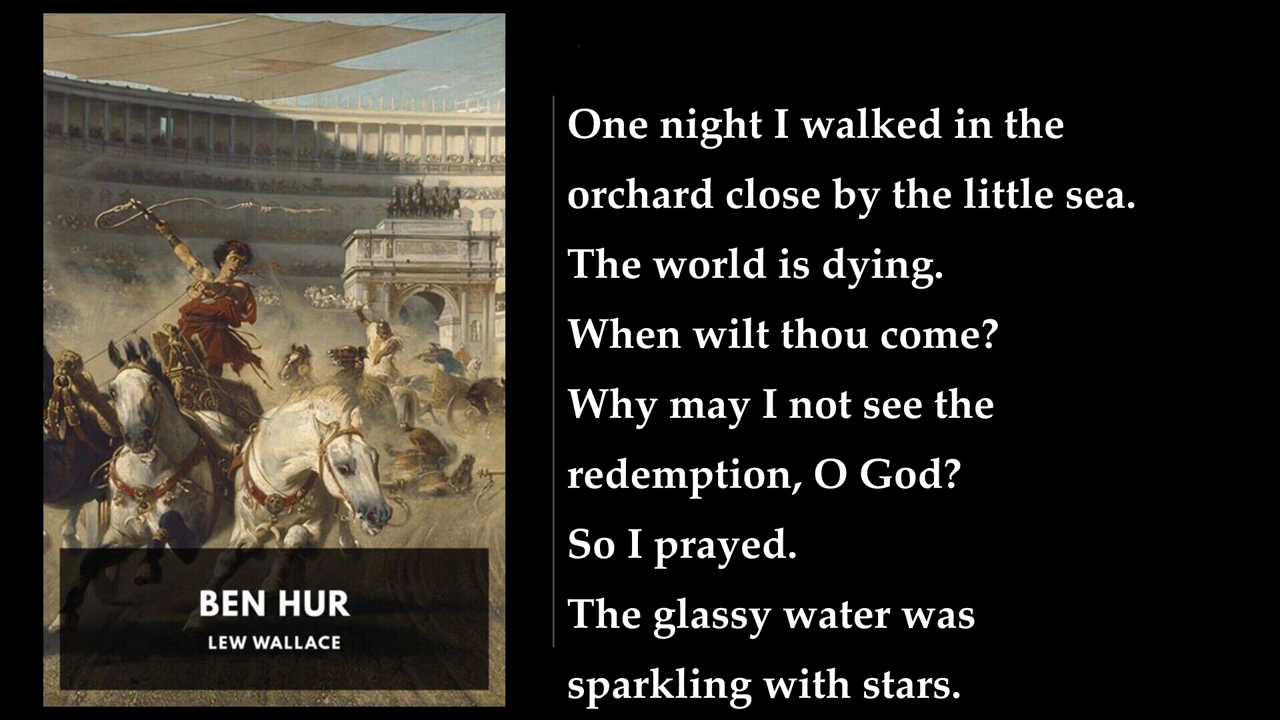 BEN HUR
LEW WALLACE
One night I walked in the
orchard close by the little sea.
The world is dying.
When wilt thou come?
Why may I not see the
redemption, O God?
So I prayed.
The glassy water was
sparkling with stars.